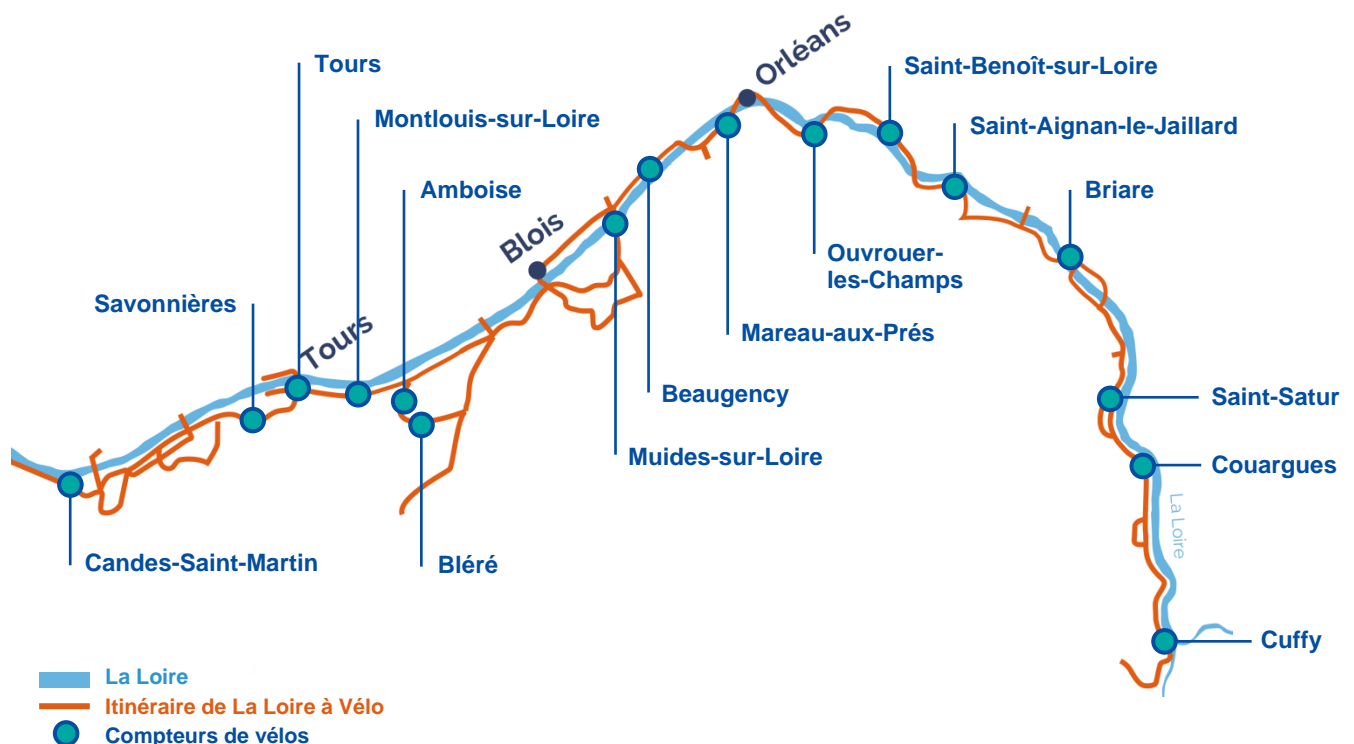 Orléans
Tours
Saint-Benoît-sur-Loire
Montlouis-sur-Loire
Saint-Aignan-le-Jaillard
Amboise
Briare
Blois
Ouvrouer-
les-Champs
Savonnières
Tours
Mareau-aux-Prés
Beaugency
Saint-Satur
Muides-sur-Loire
Couargues
La Loire
Candes-Saint-Martin
Bléré
Cuffy
La Loire
Itinéraire de La Loire à Vélo
Compteurs de vélos